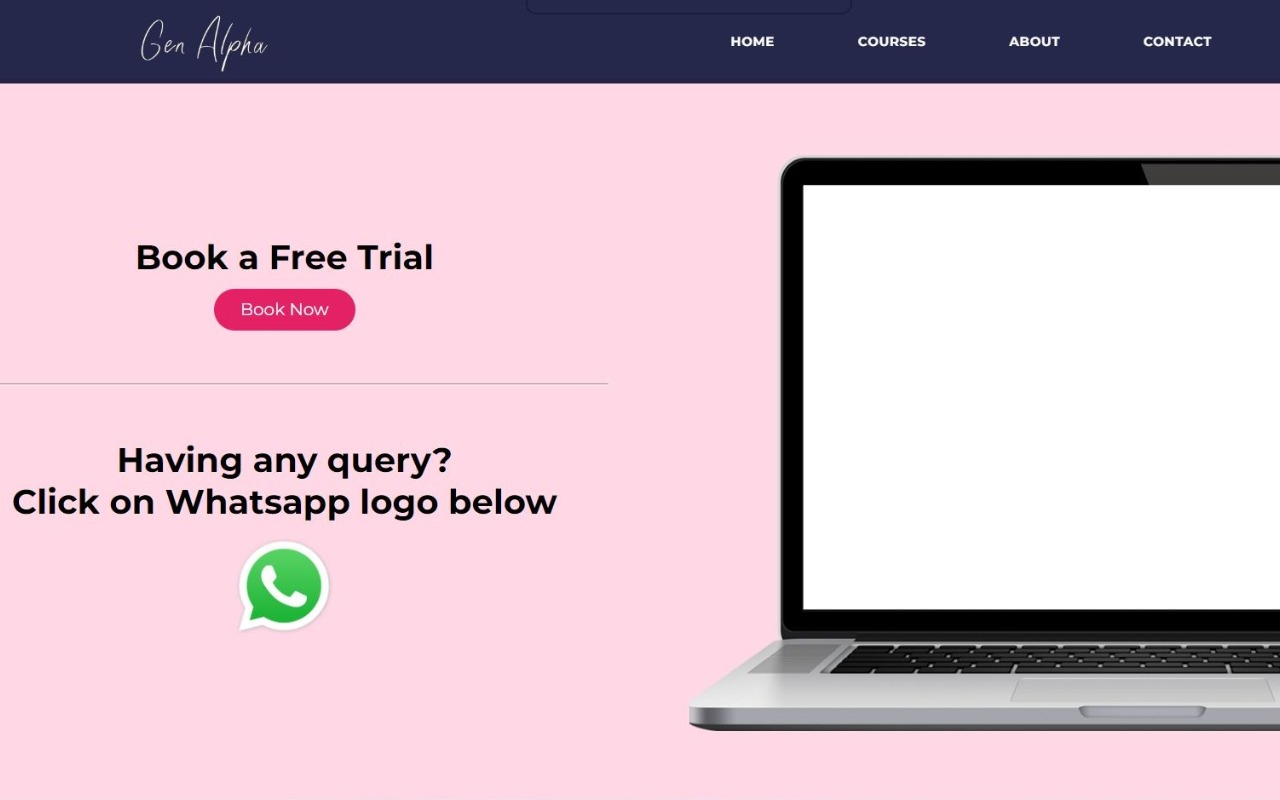 Gen Alpha
HOME COURSES ABOUT CONTACT
Book a Free Trial
Book Now
Having any query?
Click on Whatsapp logo below